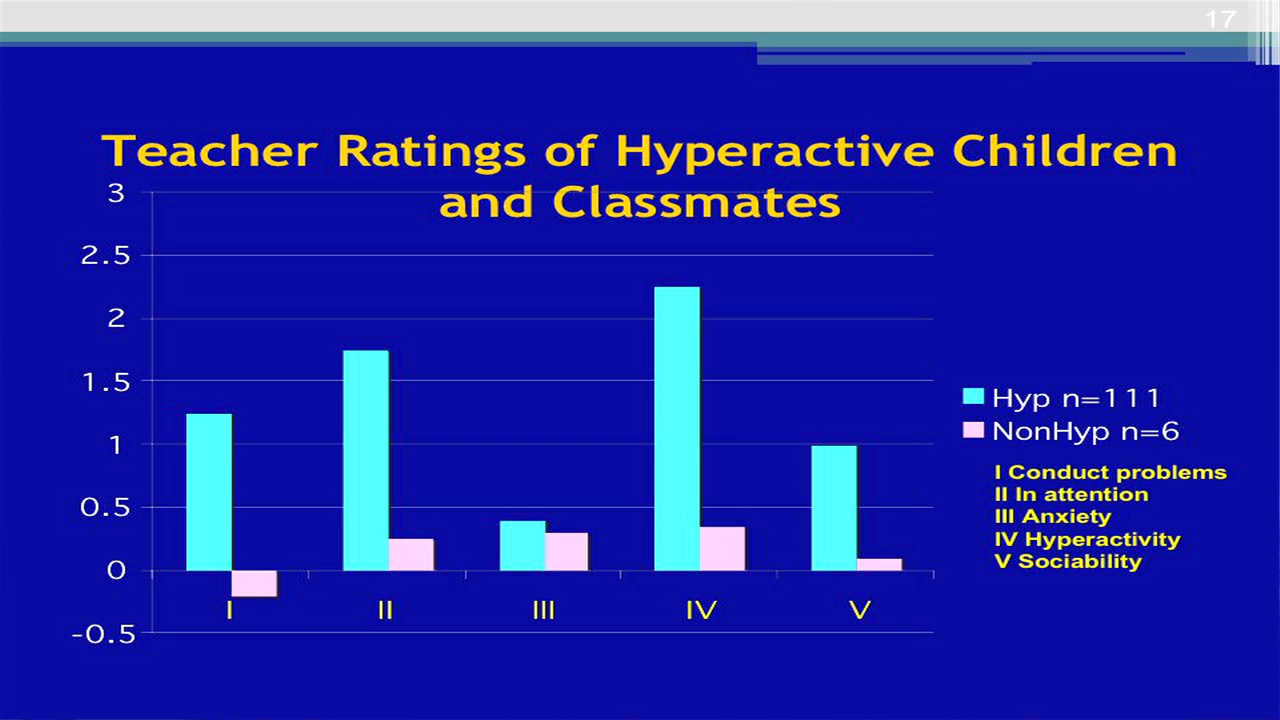 17
Teacher Ratings of Hyperactive Children
and Classmates
3
2.5
2
1.5
1
0.5
0
-0.5
I II III IV V
Hyp n=111
NonHyp n=6
I Conduct problems
II In attention
III Anxiety
IV Hyperactivity
V Sociability